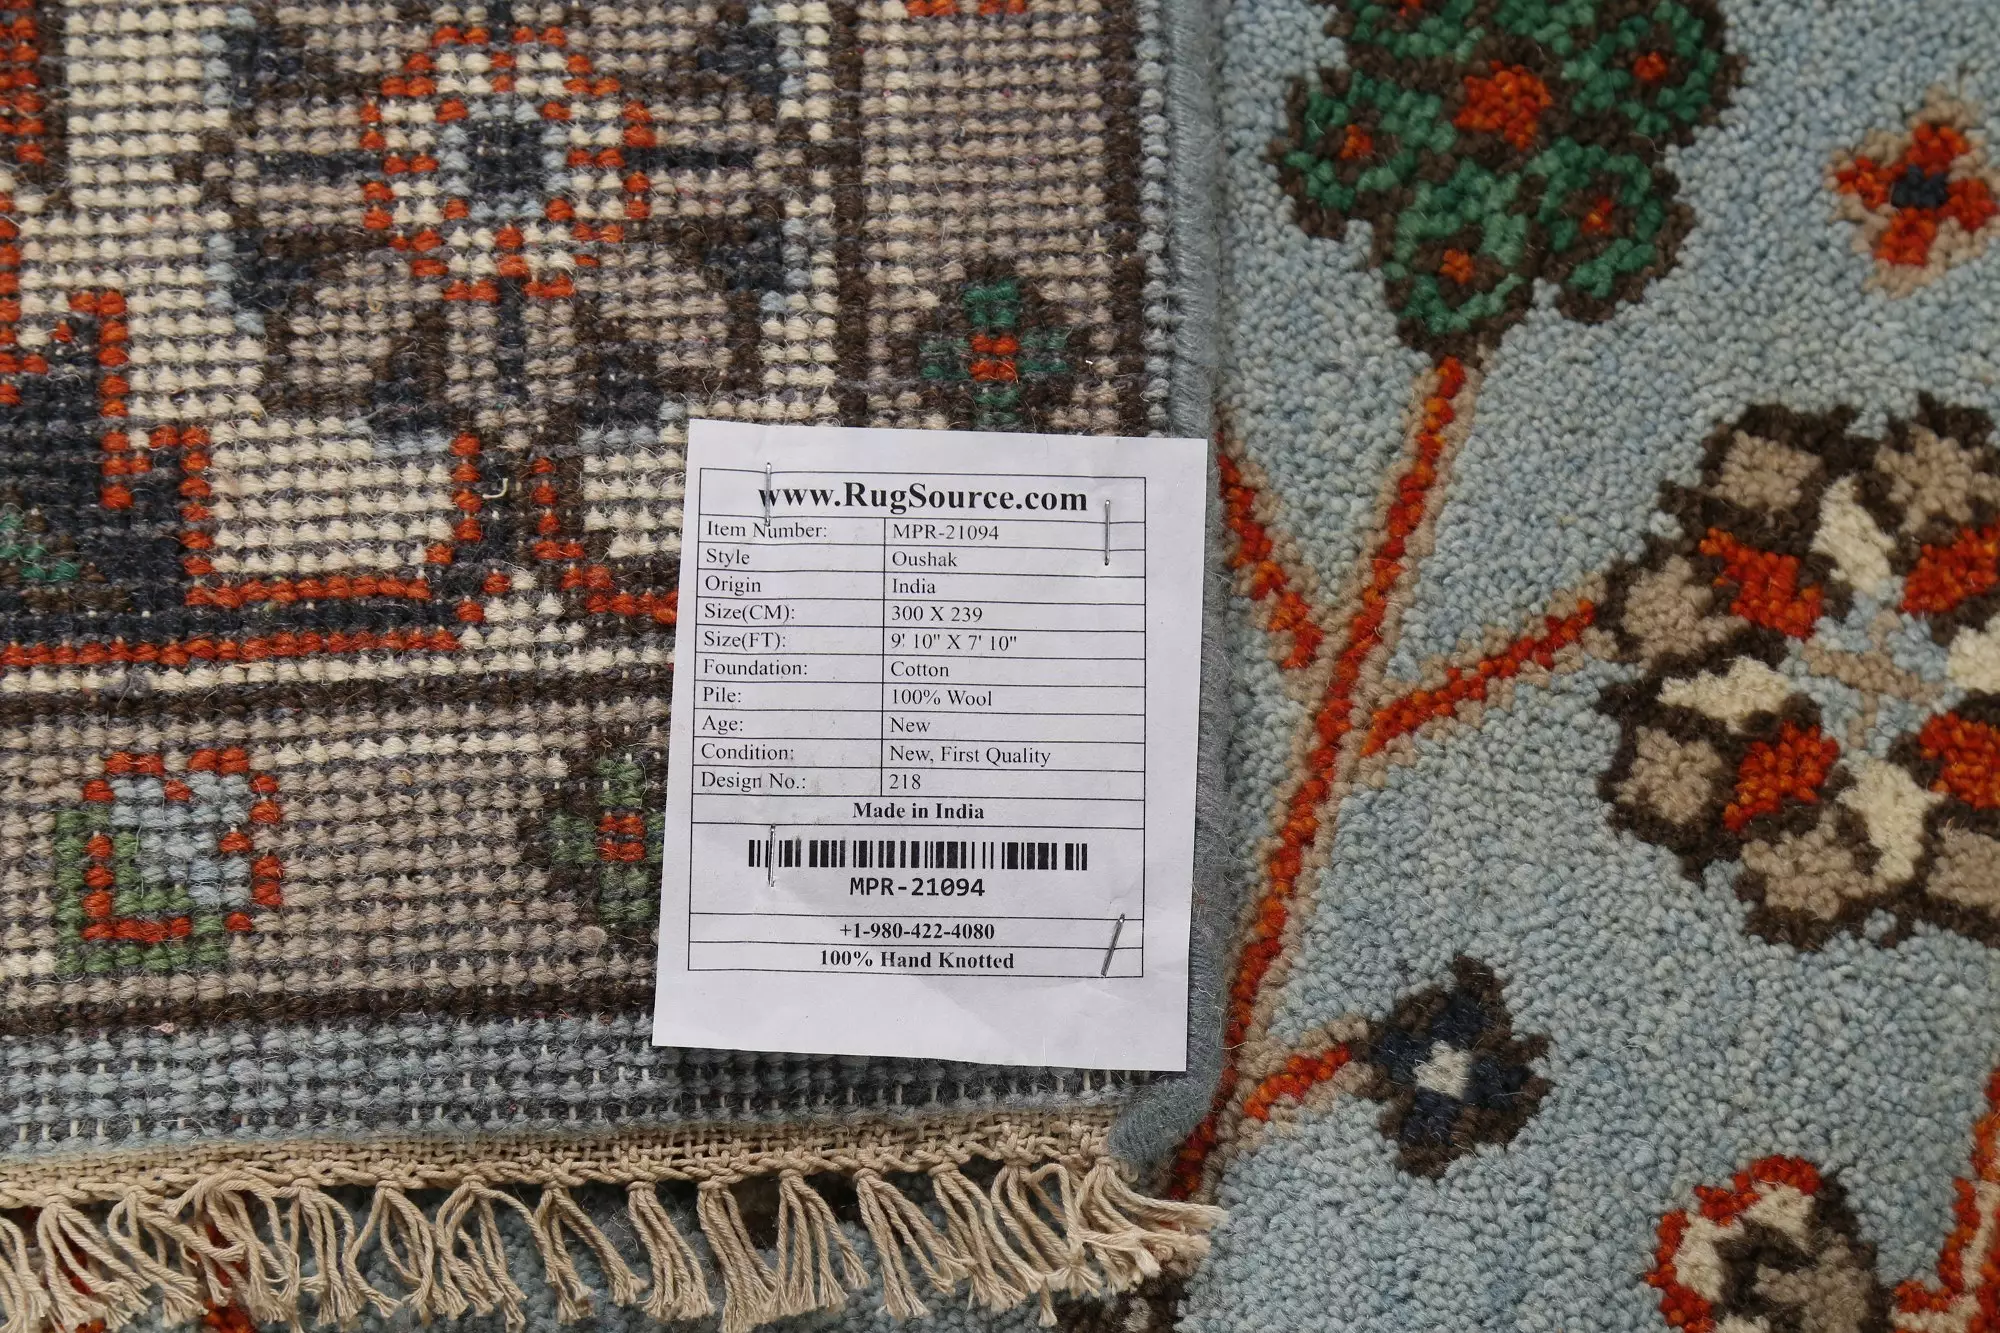 www.RugSource.com
Item Number: MPR-21094
Style Oushak
Origin India
Size(CM): 300 X 239
Size(FT): 9' 10" X 7' 10"
Foundation: Cotton
Pile: 100% Wool
Age: New
Condition: New, First Quality
Design No.: 218
Made in India
MPR-21094
+1-980-422-4080
100% Hand Knotted